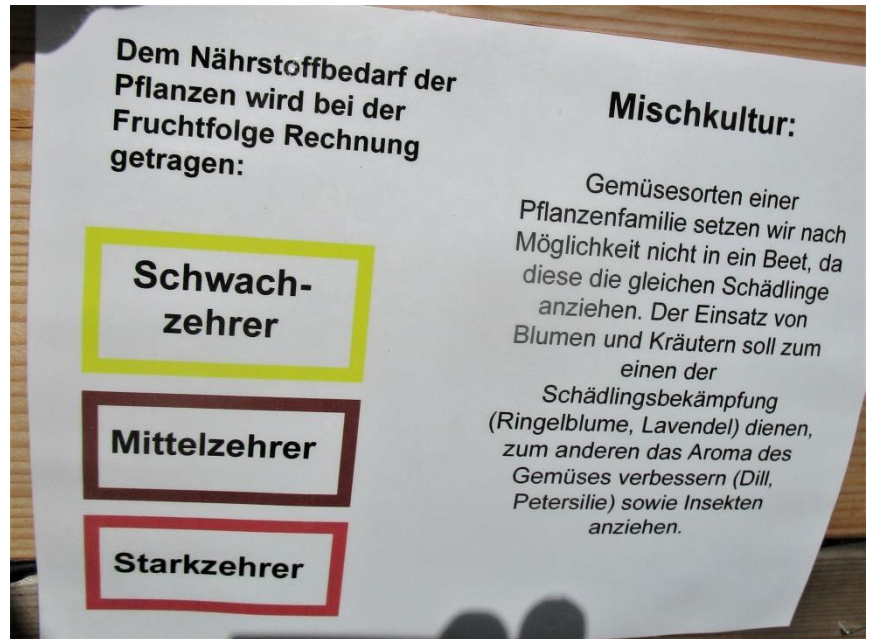 Dem Nährstoffbedarf der
Pflanzen wird bei der
Fruchtfolge Rechnung
getragen:
Schwach-
zehrer
Mittelzehrer
Starkzehrer
Mischkultur:
Gemüsesorten einer
Pflanzenfamilie setzen wir nach
Möglichkeit nicht in ein Beet, da
diese die gleichen Schädlinge
anziehen. Der Einsatz von
Blumen und Kräutern soll zum
einen der
Schädlingsbekämpfung
(Ringelblume, Lavendel) dienen,
zum anderen das Aroma des
Gemüses verbessern (Dill,
Petersilie) sowie Insekten
anziehen.